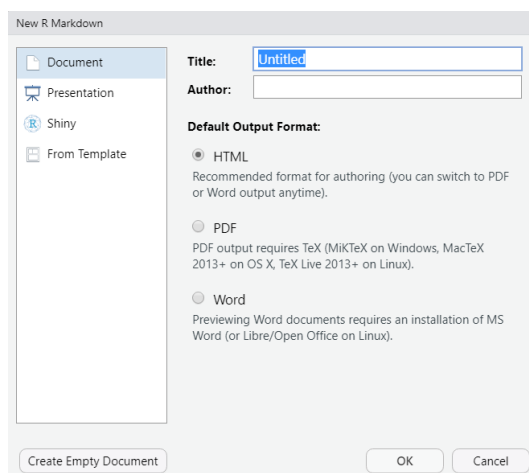 New R Markdown
Document
Presentation
R Shiny
From Template
Title: Untitled
Author:
Default Output Format:
HTML
Recommended format for authoring (you can switch to PDF
or Word output anytime).
PDF
PDF output requires TeX (MiKTeX on Windows, MacTeX
2013+ on OS X, TeX Live 2013+ on Linux).
Word
Previewing Word documents requires an installation of MS
Word (or Libre/Open Office on Linux).
Create Empty Document
OK
Cancel